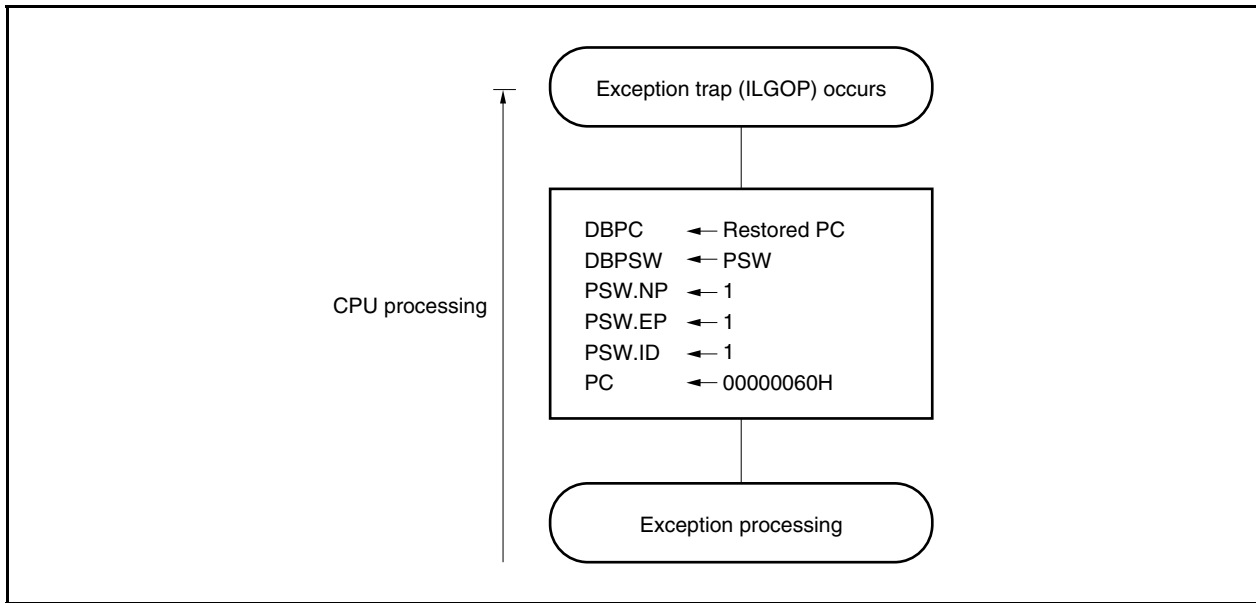 Exception trap (ILGOP) occurs
DBPC ← Restored PC
DBPSW ← PSW
PSW.NP ← 1
PSW.EP ← 1
PSW.ID ← 1
PC ← 00000060H
CPU processing
Exception processing